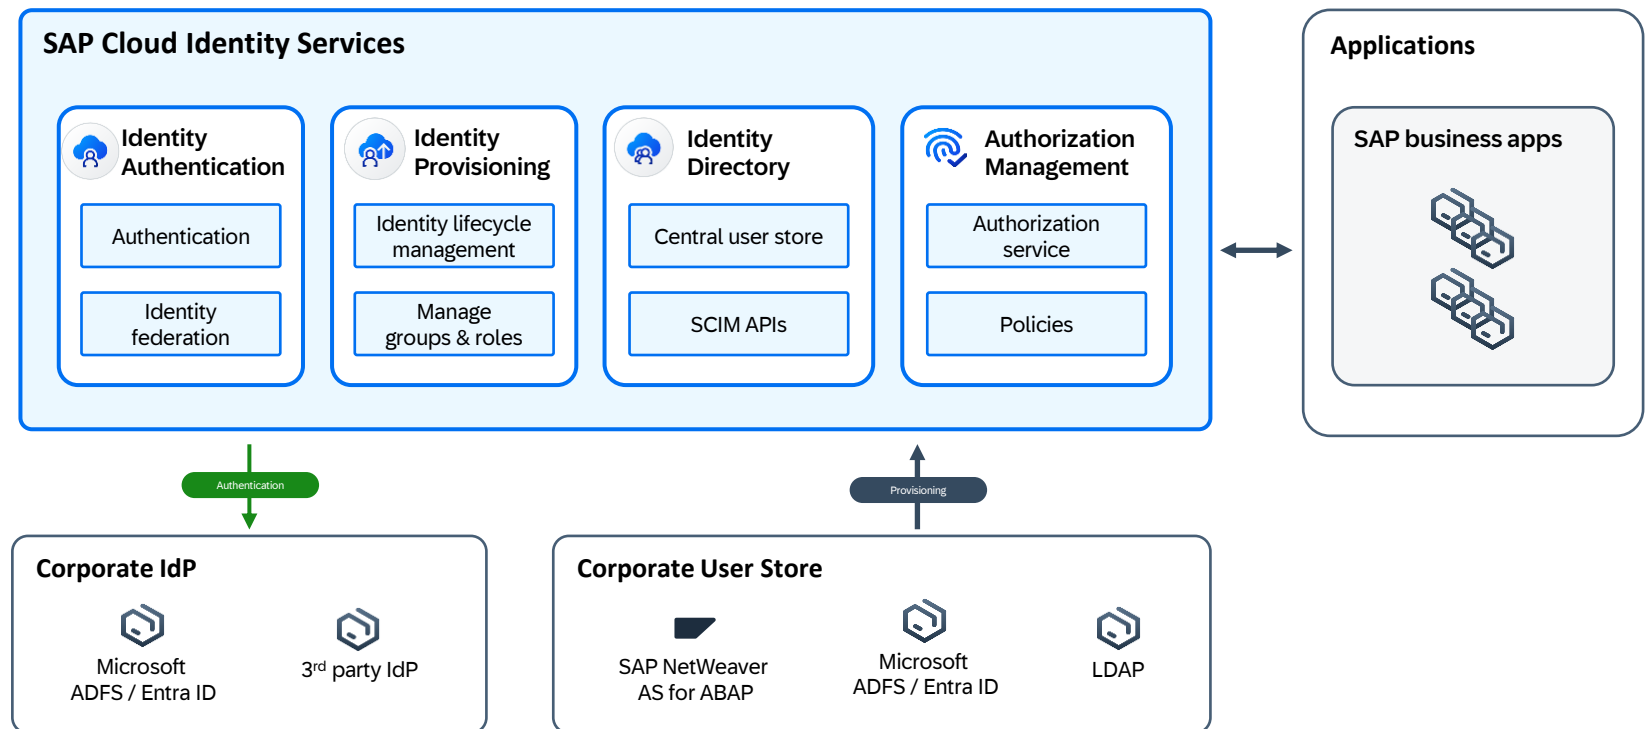 SAP Cloud Identity Services
Identity
Authentication
Authentication
Identity
federation
Identity
Provisioning
Identity lifecycle
management
Manage
groups & roles
Identity
Directory
Central user store
SCIM APIs
Authorization
Management
Authorization
service
Policies
Applications
SAP business apps
Authentication
Provisioning
Corporate IdP
Microsoft
ADFS / Entra ID
3rd party IdP
Corporate User Store
SAP NetWeaver
AS for ABAP
Microsoft
ADFS / Entra ID
LDAP